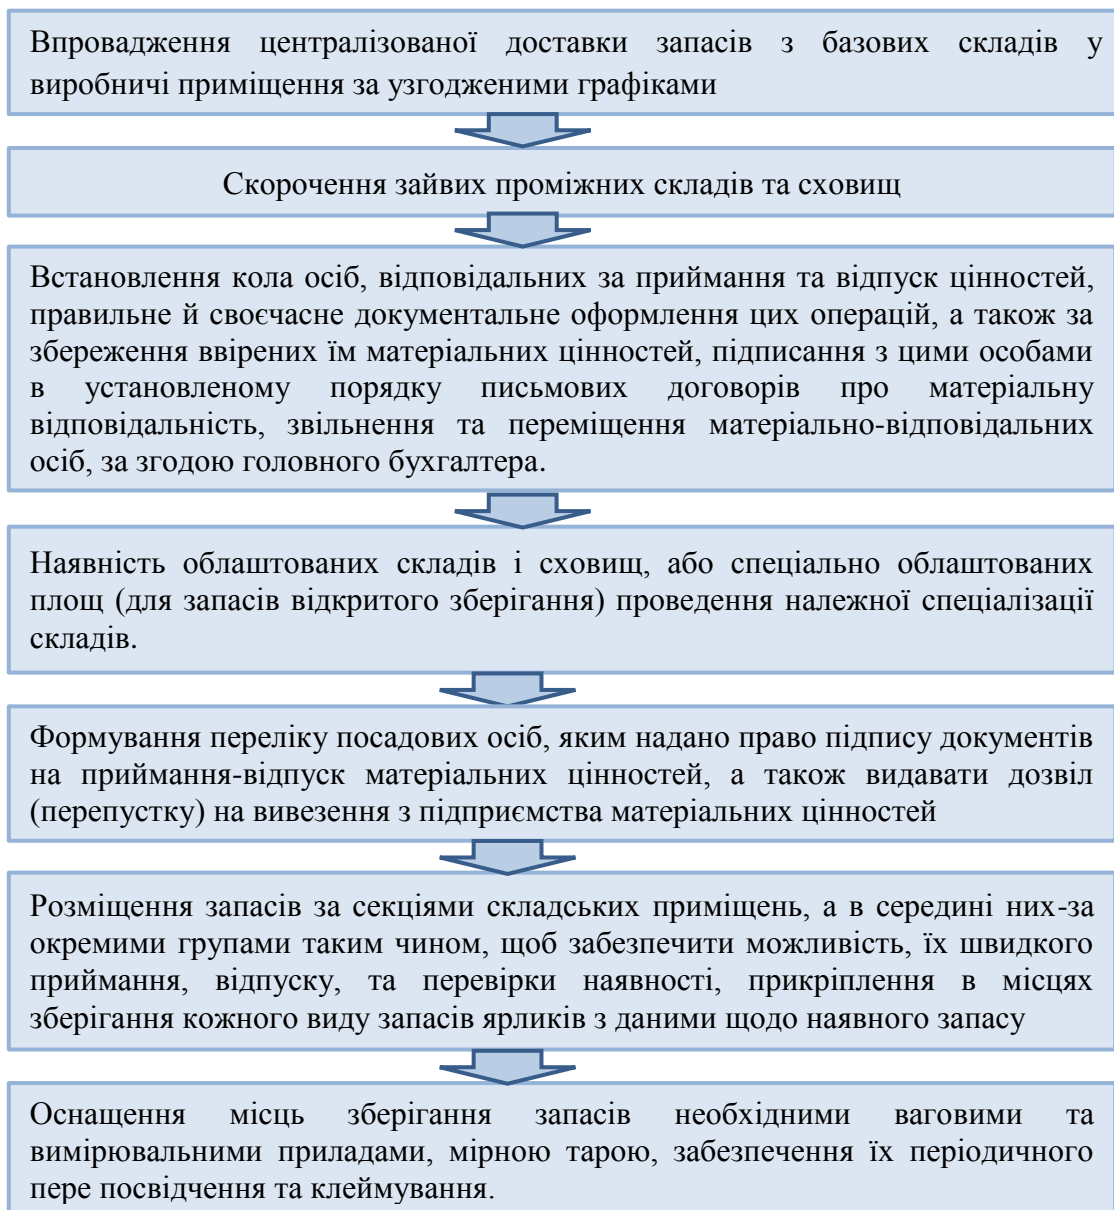 Впровадження централізованої доставки запасів з базових складів у
виробничі приміщення за узгодженими графіками
Скорочення зайвих проміжних складів та сховищ
Встановлення кола осіб, відповідальних за приймання та відпуск цінностей,
правильне й своєчасне документальне оформлення цих операцій, а також за
збереження ввірених їм матеріальних цінностей, підписання з цими особами
в установленому порядку письмових договорів про матеріальну
відповідальність, звільнення та переміщення матеріально-відповідальних
осіб, за згодою головного бухгалтера.
Наявність облаштованих складів і сховищ, або спеціально облаштованих
площ (для запасів відкритого зберігання) проведення належної спеціалізації
складів.
Формування переліку посадових осіб, яким надано право підпису документів
на приймання-відпуск матеріальних цінностей, а також видавати дозвіл
(перепустку) на вивезення з підприємства матеріальних цінностей
Розміщення запасів за секціями складських приміщень, а в середині них-за
окремими групами таким чином, щоб забезпечити можливість, їх швидкого
приймання, відпуску, та перевірки наявності, прикріплення в місцях
зберігання кожного виду запасів ярликів з даними щодо наявного запасу
Оснащення місць зберігання запасів необхідними ваговими та
вимірювальними приладами, мірною тарою, забезпечення їх періодичного
пере посвідчення та клеймування.